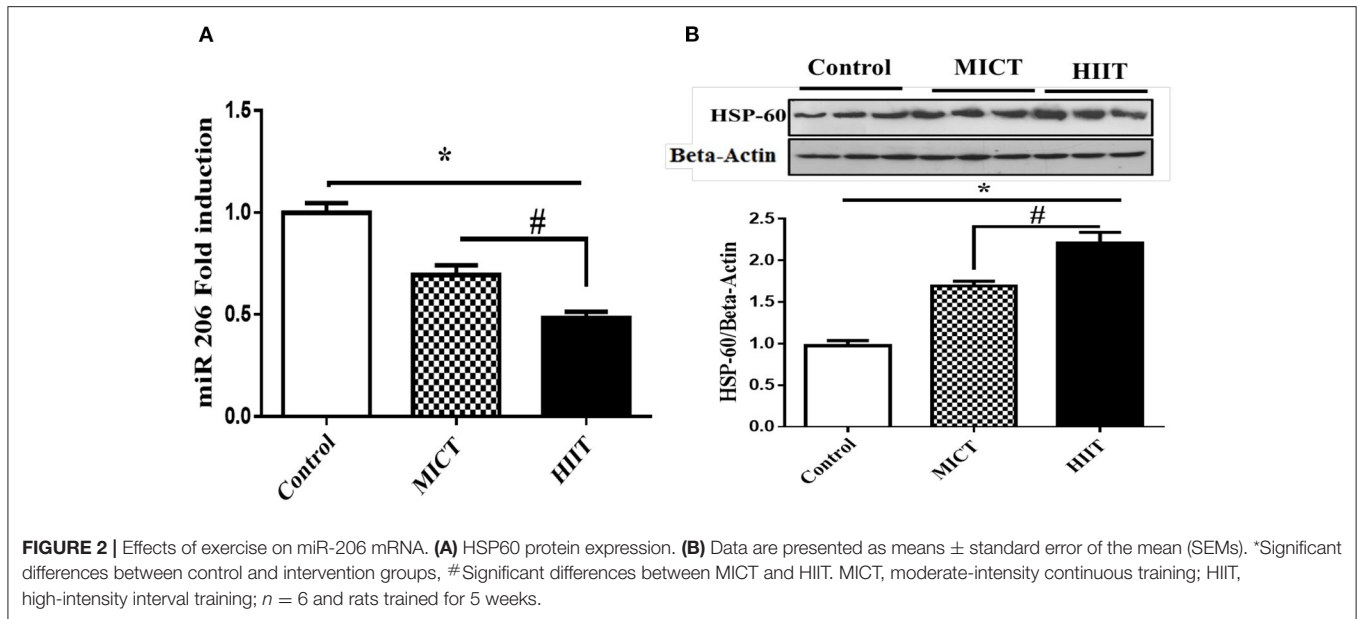 A
1.5
1.0
0.5
0.0
miR 206 Fold induction
*
#
Control
MICT
HIIT
B
Control MICT HIIT
HSP-60
Beta-Actin
*
#
2.5
2.0
1.5
1.0
0.5
0.0
HSP-60/Beta-Actin
Control
MICT
HIIT
FIGURE 2 | Effects of exercise on miR-206 mRNA. (A) HSP60 protein expression. (B) Data are presented as means ± standard error of the mean (SEMs). *Significant
differences between control and intervention groups, #Significant differences between MICT and HIIT. MICT, moderate-intensity continuous training; HIIT,
high-intensity interval training; n = 6 and rats trained for 5 weeks.